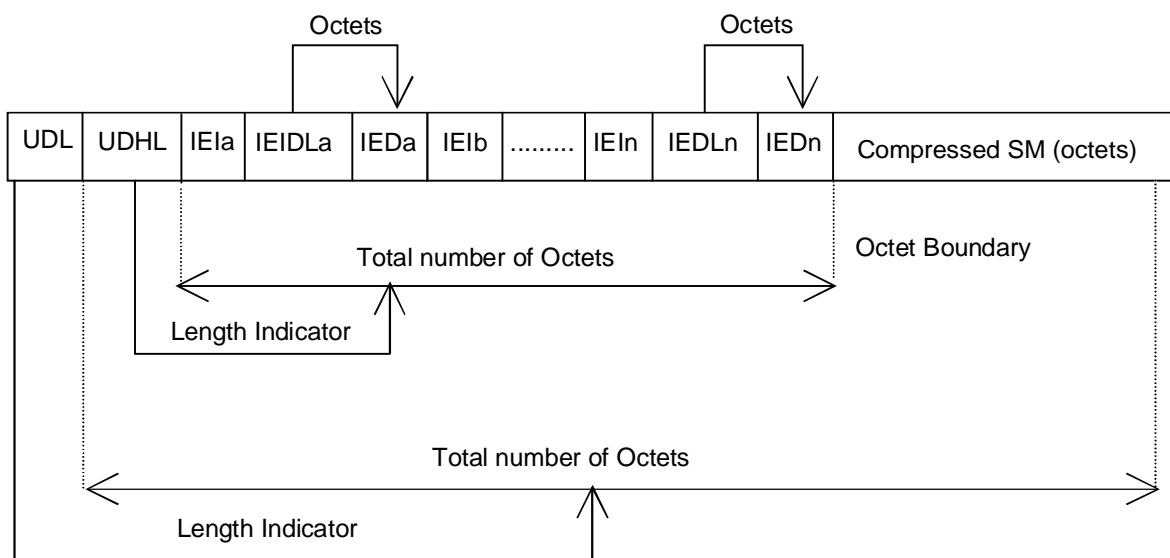 Octets
Octets
UDL UDHL IEIa IEIDLa IEDa IEIb ......... IEIn IEDLn IEDn Compressed SM (octets)
Total number of Octets
Octet Boundary
Length Indicator
Total number of Octets
Length Indicator